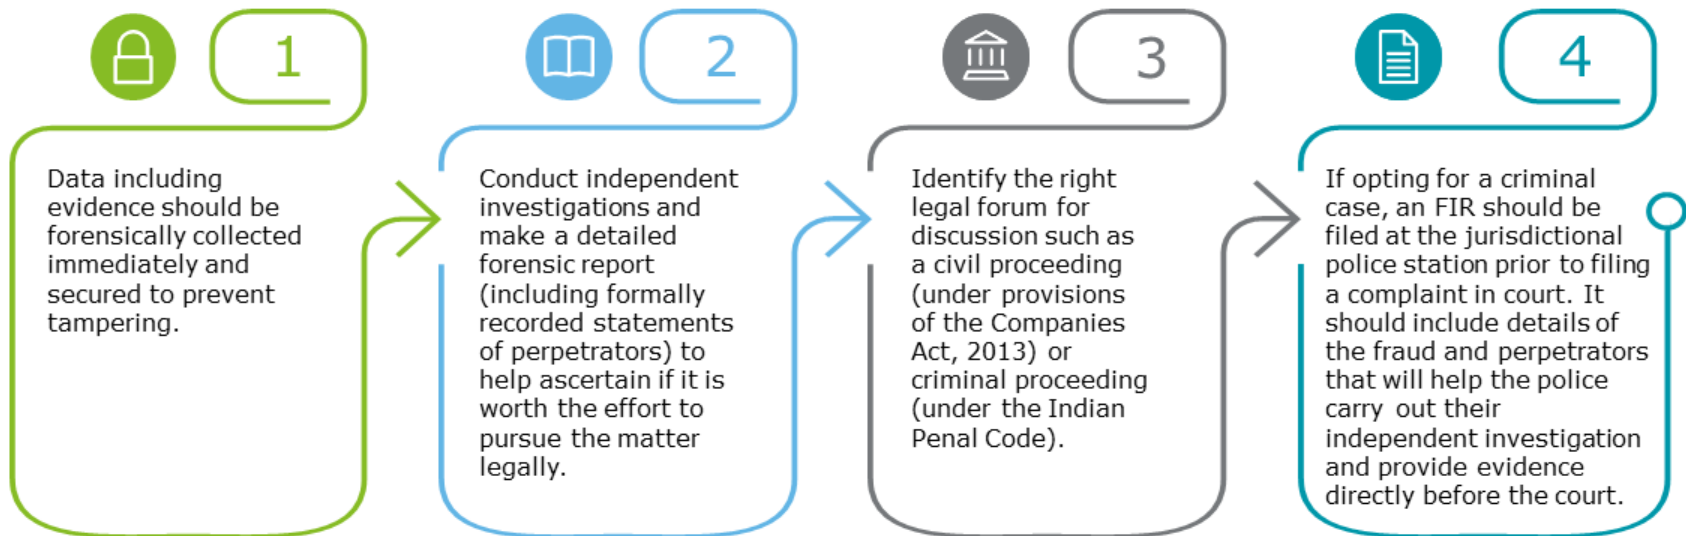 1
Data including
evidence should be
forensically collected
immediately and
secured to prevent
tampering.
2
Conduct independent
investigations and
make a detailed
forensic report
(including formally
recorded statements
of perpetrators) to
help ascertain if it is
worth the effort to
pursue the matter
legally.
3
Identify the right
legal forum for
discussion such as
a civil proceeding
(under provisions
of the Companies
Act, 2013) or
criminal proceeding
(under the Indian
Penal Code).
4
If opting for a criminal
case, an FIR should be
filed at the jurisdictional
police station prior to filing
a complaint in court. It
should include details of
the fraud and perpetrators
that will help the police
carry out their
independent investigation
and provide evidence
directly before the court.